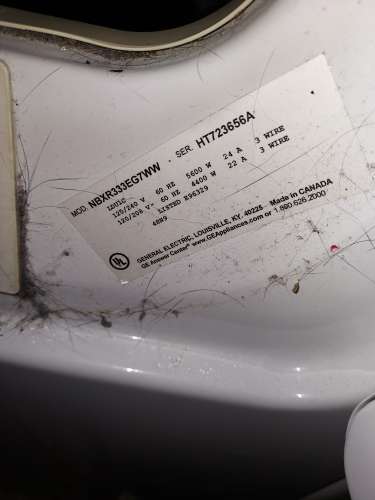 MOD. NBXR333EG7WW . SER. HT723656A
120/240 V 60 HZ 5600 W 24 A 3 WIRE
120/208 V* 60 HZ 4400 W 22 A 3 WIRE
LISTED
UL
GENERAL ELECTRIC, LOUISVILLE, KY. 40225 Made in CANADA
GE Answer Center® www.GEAppliances.com or 1.800.626.2000